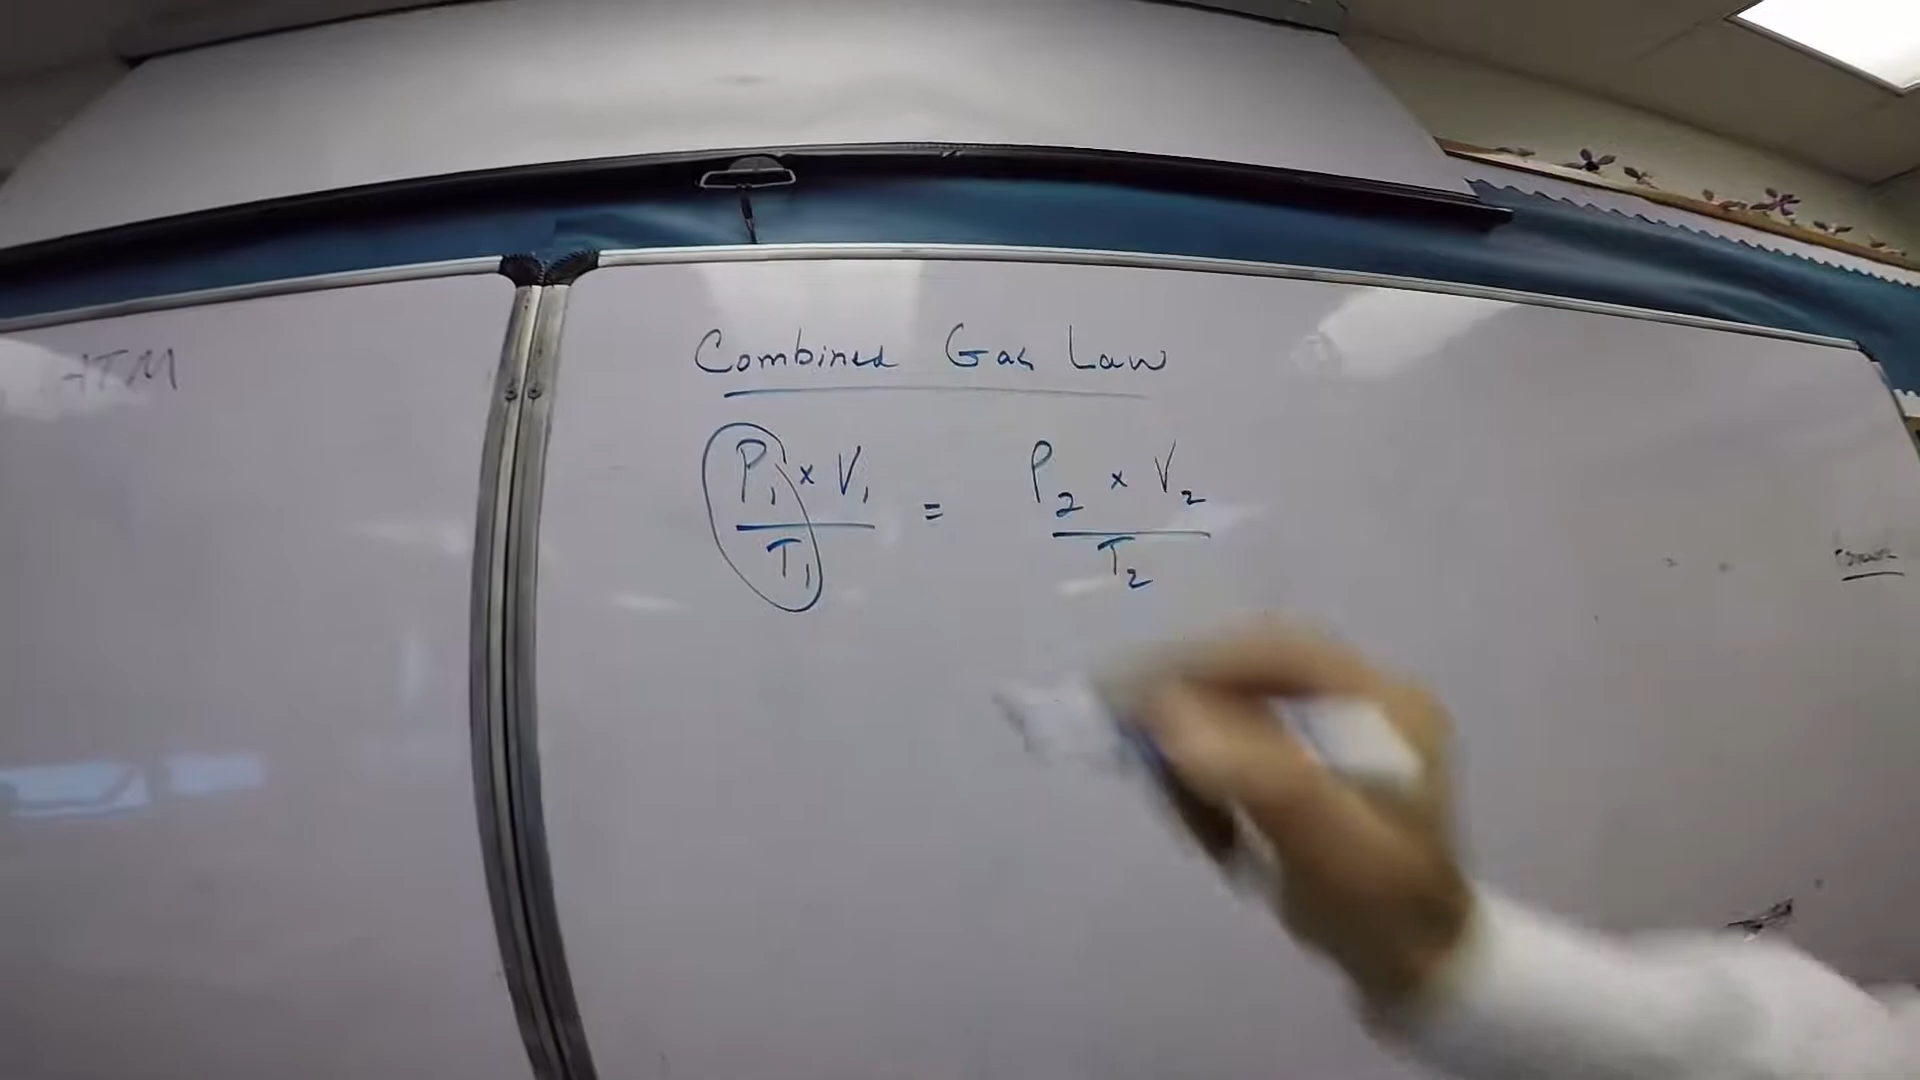 ATM
Combined Gas Law
P₁ x V₁ = P₂ x V₂
T₁ T₂